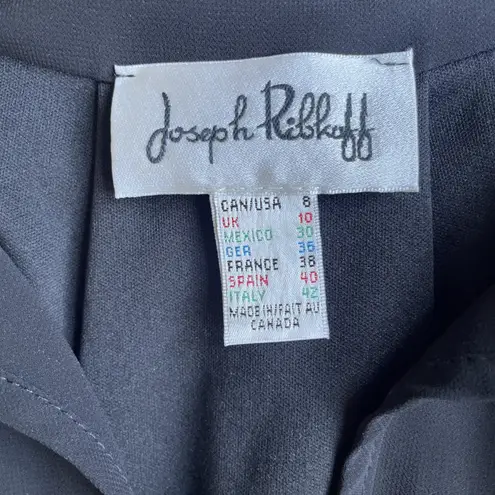 Joseph Ribkoff
CAN/USA 8
UK 10
MEXICO 30
GER 36
FRANCE 38
SPAIN 40
ITALY 42
MADE IN/FAIT AU
CANADA